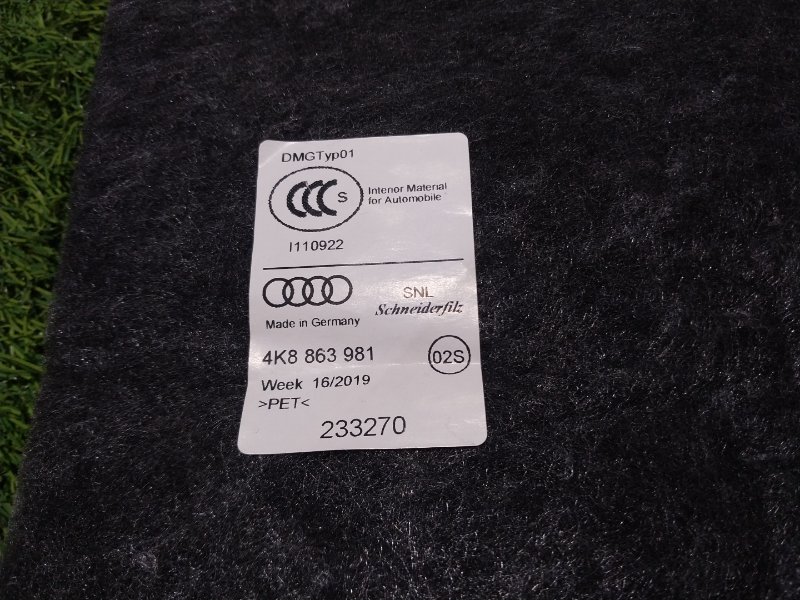 DMGTyp01
CCC S
Interior Material
for Automobile
I110922
SNL
Schneiderfilz
Made in Germany
4K8 863 981
02S
Week 16/2019
>PET<
233270